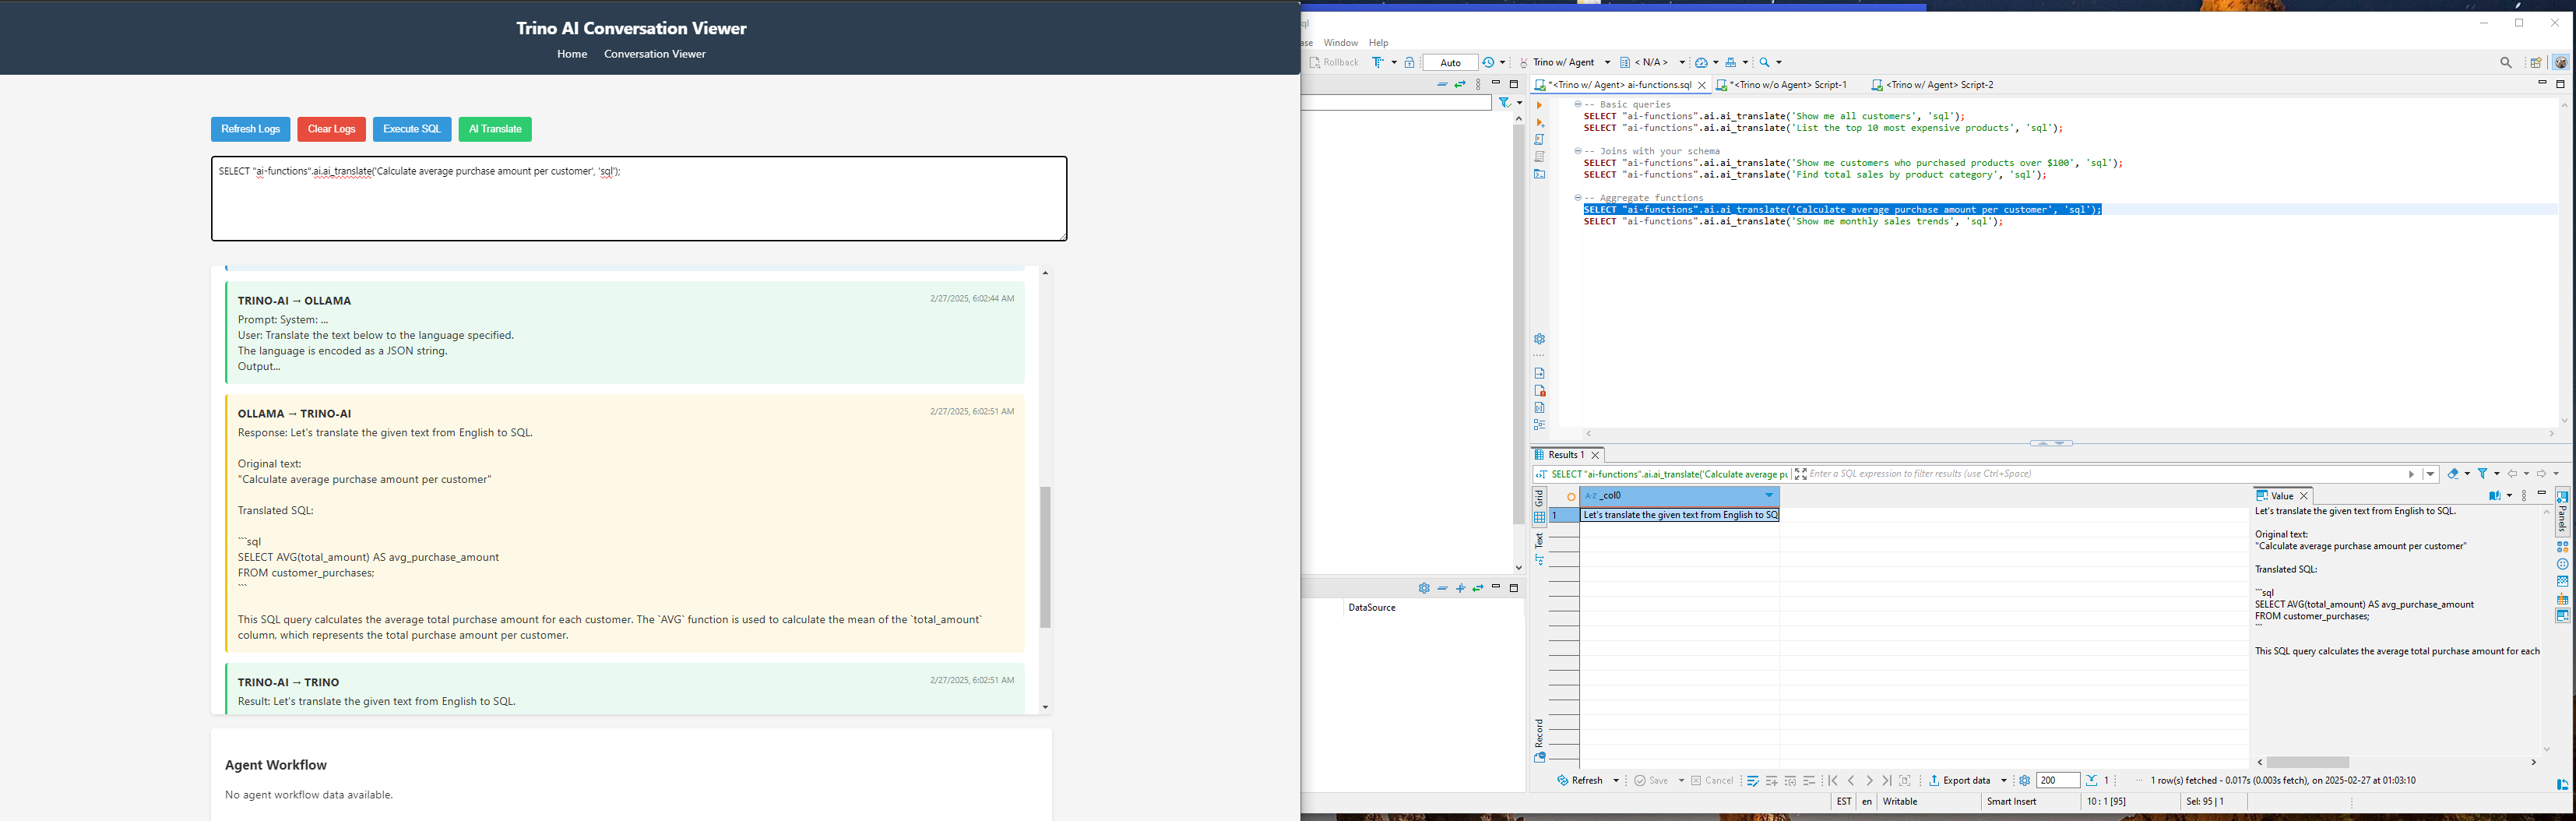 Trino AI Conversation Viewer
Home Conversation Viewer
Refresh Logs Clear Logs Execute SQL AI Translate
SELECT "ai-functions".ai.ai_translate('Calculate average purchase amount per customer', 'sql');
TRINO-AI → OLLAMA 2/27/2025, 6:02:44 AM
Prompt: System: ...
User: Translate the text below to the language specified.
The language is encoded as a JSON string.
Output...
OLLAMA → TRINO-AI 2/27/2025, 6:02:51 AM
Response: Let's translate the given text from English to SQL.
Original text:
"Calculate average purchase amount per customer"
Translated SQL:
```sql
SELECT AVG(total_amount) AS avg_purchase_amount
FROM customer_purchases;
```
This SQL query calculates the average total purchase amount for each customer. The `AVG` function is used to calculate the mean of the `total_amount`
column, which represents the total purchase amount per customer.
TRINO-AI → TRINO 2/27/2025, 6:02:51 AM
Result: Let's translate the given text from English to SQL.
Agent Workflow
No agent workflow data available.
ql
ase Window Help
Rollback Auto Trino w/ Agent < N/A >
*<Trino w/ Agent> ai-functions.sql *<Trino w/o Agent> Script-1 <Trino w/ Agent> Script-2
-- Basic queries
SELECT "ai-functions".ai.ai_translate('Show me all customers', 'sql');
SELECT "ai-functions".ai.ai_translate('List the top 10 most expensive products', 'sql');
-- Joins with your schema
SELECT "ai-functions".ai.ai_translate('Show me customers who purchased products over $100', 'sql');
SELECT "ai-functions".ai.ai_translate('Find total sales by product category', 'sql');
-- Aggregate functions
SELECT "ai-functions".ai.ai_translate('Calculate average purchase amount per customer', 'sql');
SELECT "ai-functions".ai.ai_translate('Show me monthly sales trends', 'sql');
DataSource
Results 1
SELECT "ai-functions".ai.ai_translate('Calculate average pu Enter a SQL expression to filter results (use Ctrl+Space)
Grid
Text
Record
A-Z _col0
1 Let's translate the given text from English to SQ
Value
Let's translate the given text from English to SQL.
Original text:
"Calculate average purchase amount per customer"
Translated SQL:
```sql
SELECT AVG(total_amount) AS avg_purchase_amount
FROM customer_purchases;
```
This SQL query calculates the average total purchase amount for each
Panels
Refresh Save Cancel Export data 200 1 ... 1 row(s) fetched - 0.017s (0.003s fetch), on 2025-02-27 at 01:03:10
EST en Writable Smart Insert 10 : 1 [95] Sel: 95 | 1